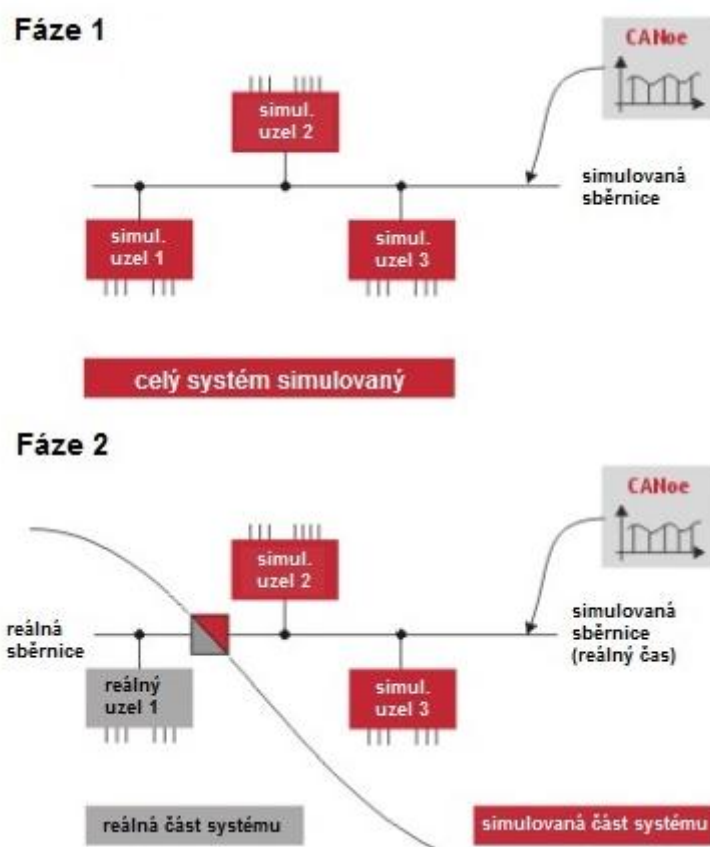 Fáze 1
CANoe
simul.
uzel 2
simulovaná
sběrnice
simul.
uzel 1
simul.
uzel 3
celý systém simulovaný
Fáze 2
CANoe
simul.
uzel 2
reálná
sběrnice
simulovaná
sběrnice
(reálný čas)
reálný
uzel 1
simul.
uzel 3
reálná část systému
simulovaná část systému